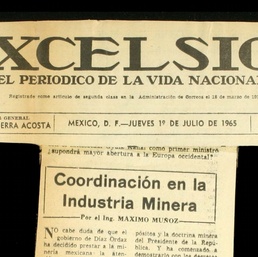 XCELSIO
EL PERIODICO DE LA VIDA NACIONA
Registrado como artículo de segunda clase en la Administración de Correos el 18 de marzo de
GENERAL
ERRA ACOSTA
MEXICO, D. F.—JUEVES 1º DE JULIO DE 1965
como primer ministro
¿supondrá mayor abertura a la Europa occidental?"
Coordinación en la
Industria Minera
Por el Ing. MAXIMO MUÑOZ
NO cabe duda de que el
gobierno de Díaz Ordaz
ha decidido prestar a la mi-
nería mexicana la aten-
pósitos y la doctrina minera
del Presidente de la Repú-
blica. Y ha comenzado a